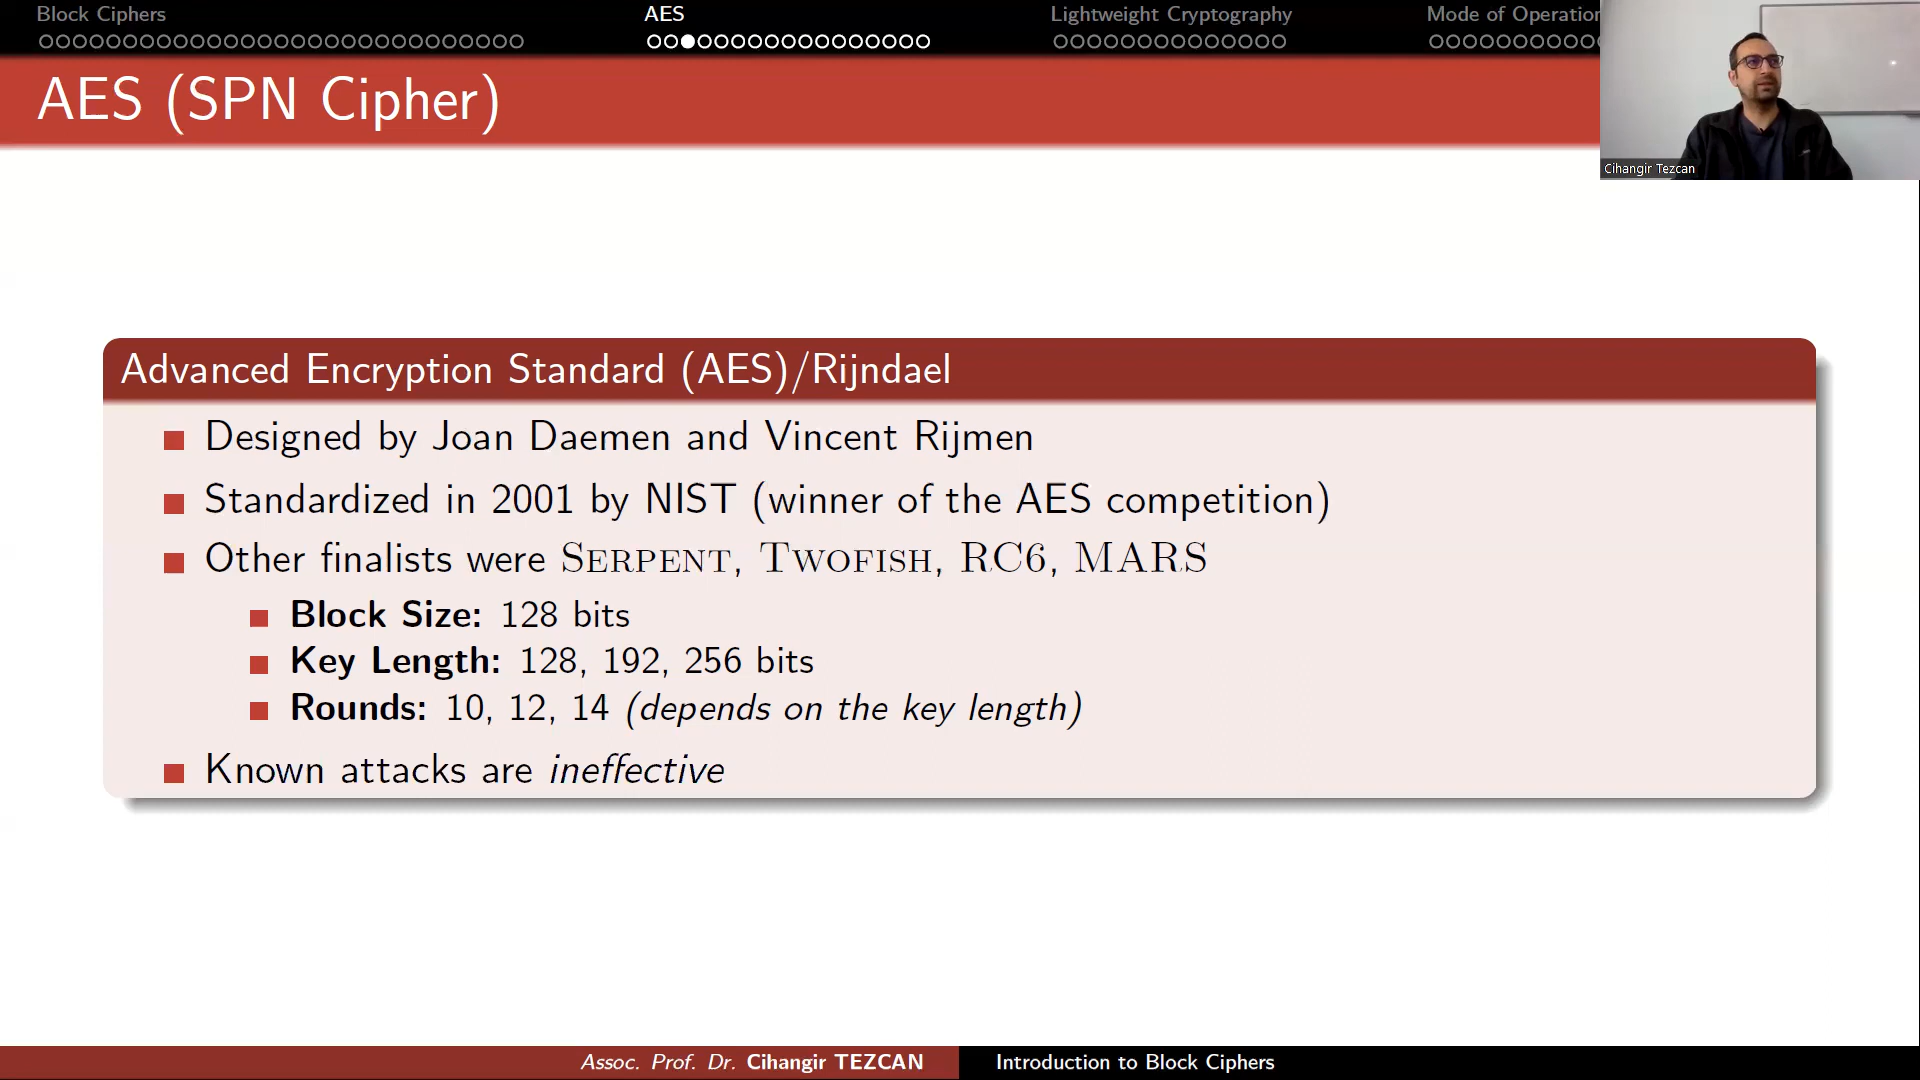 Block Ciphers
AES
Lightweight Cryptography
Mode of Operation
AES (SPN Cipher)
Cihangir Tezcan
Advanced Encryption Standard (AES)/Rijndael
Designed by Joan Daemen and Vincent Rijmen
Standardized in 2001 by NIST (winner of the AES competition)
Other finalists were SERPENT, TWOFISH, RC6, MARS
Block Size: 128 bits
Key Length: 128, 192, 256 bits
Rounds: 10, 12, 14 (depends on the key length)
Known attacks are ineffective
Assoc. Prof. Dr. Cihangir TEZCAN
Introduction to Block Ciphers